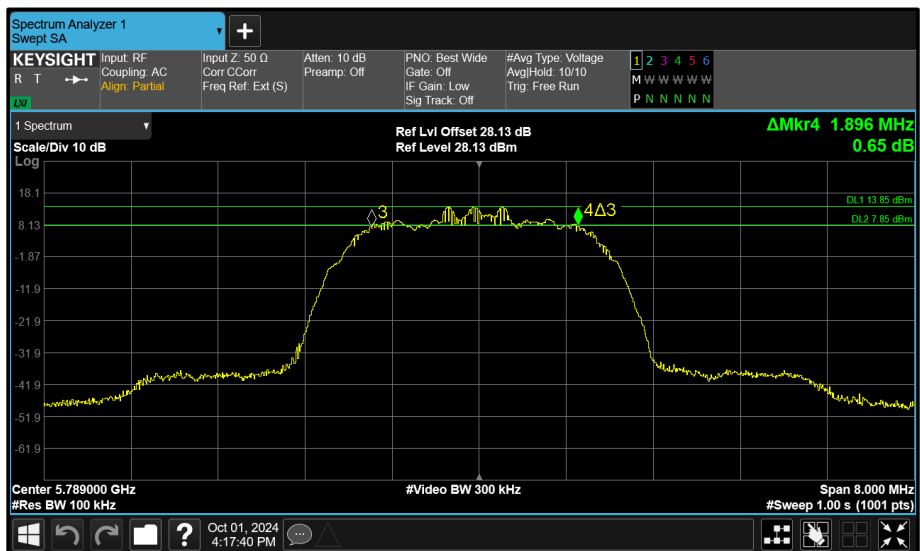 Spectrum Analyzer 1
Swept SA
+
KEYSIGHT
R T
LXI
Input: RF
Coupling: AC
Align: Partial
Input Z: 50 Ω
Corr CCorr
Freq Ref: Ext (S)
Atten: 10 dB
Preamp: Off
PNO: Best Wide
Gate: Off
IF Gain: Low
Sig Track: Off
#Avg Type: Voltage
Avg|Hold: 10/10
Trig: Free Run
1 2 3 4 5 6
M W W W W W
P N N N N N
1 Spectrum
Scale/Div 10 dB
Ref Lvl Offset 28.13 dB
Ref Level 28.13 dBm
ΔMkr4 1.896 MHz
0.65 dB
Log
18.1
8.13
-1.87
-11.9
-21.9
-31.9
-41.9
-51.9
-61.9
3
4Δ3
DL1 13.85 dBm
DL2 7.85 dBm
Center 5.789000 GHz
#Res BW 100 kHz
#Video BW 300 kHz
Span 8.000 MHz
#Sweep 1.00 s (1001 pts)
?
Oct 01, 2024
4:17:40 PM